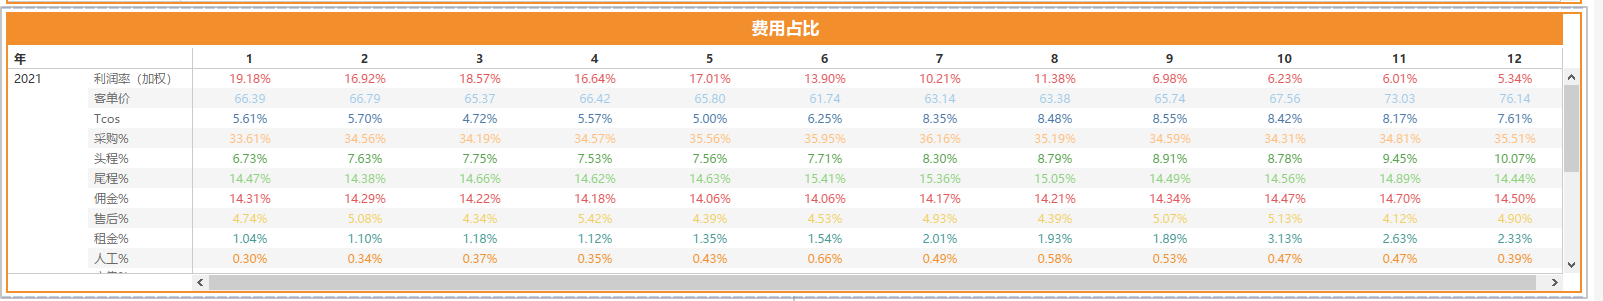 费用占比
年 1 2 3 4 5 6 7 8 9 10 11 12
2021 利润率（加权） 19.18% 16.92% 18.57% 16.64% 17.01% 13.90% 10.21% 11.38% 6.98% 6.23% 6.01% 5.34%
客单价 66.39 66.79 65.37 66.42 65.80 61.74 63.14 63.38 65.74 67.56 73.03 76.14
Tcos 5.61% 5.70% 4.72% 5.57% 5.00% 6.25% 8.35% 8.48% 8.55% 8.42% 8.17% 7.61%
采购% 33.61% 34.56% 34.19% 34.57% 35.56% 35.95% 36.16% 35.19% 34.59% 34.31% 34.81% 35.51%
头程% 6.73% 7.63% 7.75% 7.53% 7.56% 7.71% 8.30% 8.79% 8.91% 8.78% 9.45% 10.07%
尾程% 14.47% 14.38% 14.66% 14.62% 14.63% 15.41% 15.36% 15.05% 14.49% 14.56% 14.89% 14.44%
佣金% 14.31% 14.29% 14.22% 14.18% 14.06% 14.06% 14.17% 14.21% 14.34% 14.47% 14.70% 14.50%
售后% 4.74% 5.08% 4.34% 5.42% 4.39% 4.53% 4.93% 4.39% 5.07% 5.13% 4.12% 4.90%
租金% 1.04% 1.10% 1.18% 1.12% 1.35% 1.54% 2.01% 1.93% 1.89% 3.13% 2.63% 2.33%
人工% 0.30% 0.34% 0.37% 0.35% 0.43% 0.66% 0.49% 0.58% 0.53% 0.47% 0.47% 0.39%